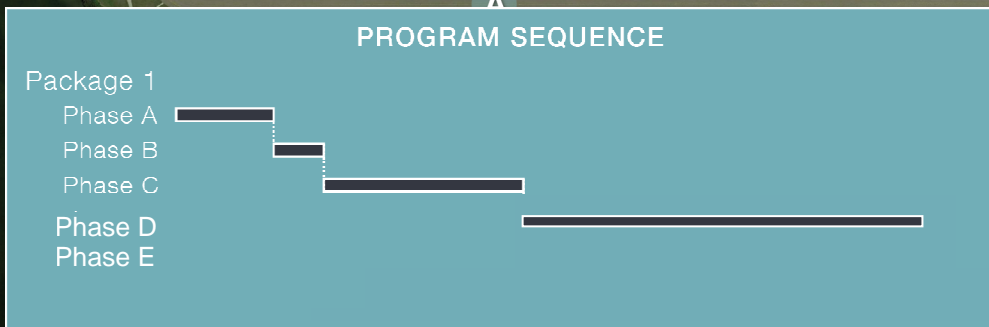 A
PROGRAM SEQUENCE
Package 1
Phase A
Phase B
Phase C
Phase D
Phase E